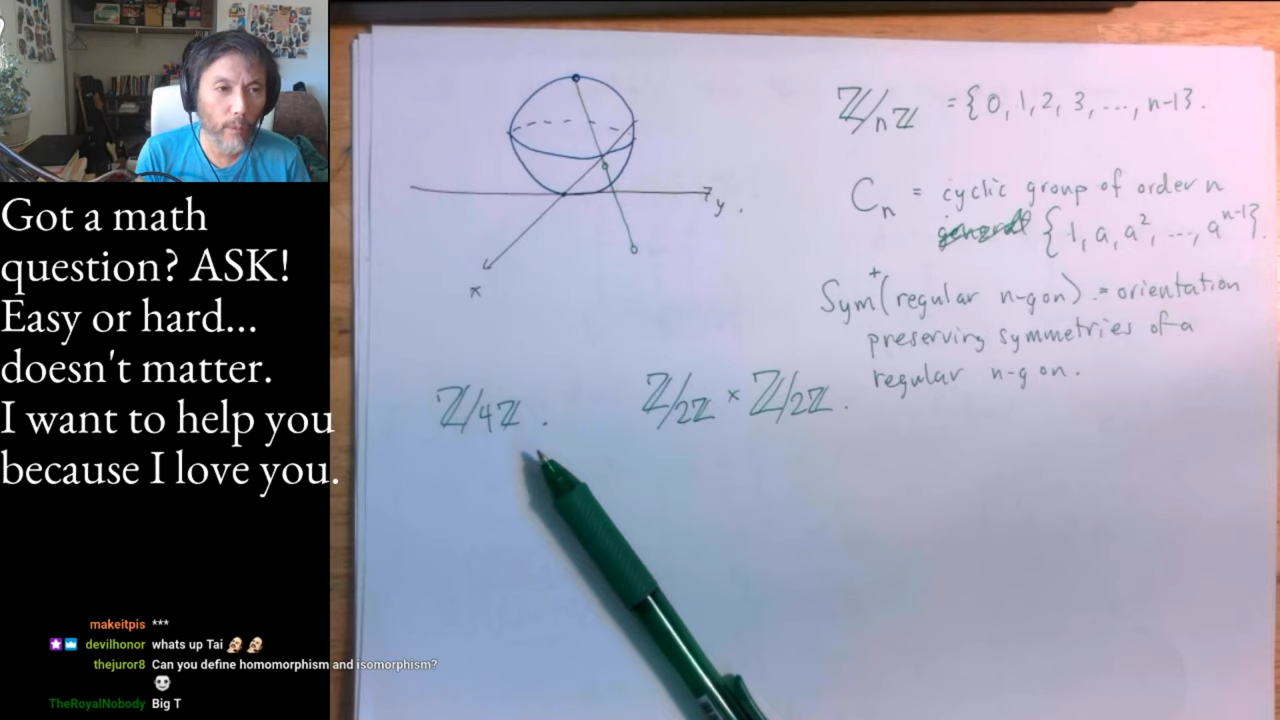 Got a math
question? ASK!
Easy or hard...
doesn't matter.
I want to help you
because I love you.
makeitpis ***
devilhonor whats up Tai
thejuror8 Can you define homomorphism and isomorphism?
TheRoyalNobody Big T
y.
x
ℤ/nℤ = {0, 1, 2, 3, ..., n-1}.
Cₙ = cyclic group of order n
{1, a, a², ..., aⁿ⁻¹}.
Sym⁺(regular n-gon) = orientation
preserving symmetries of a
regular n-gon.
ℤ/4ℤ. ℤ/2ℤ × ℤ/2ℤ.